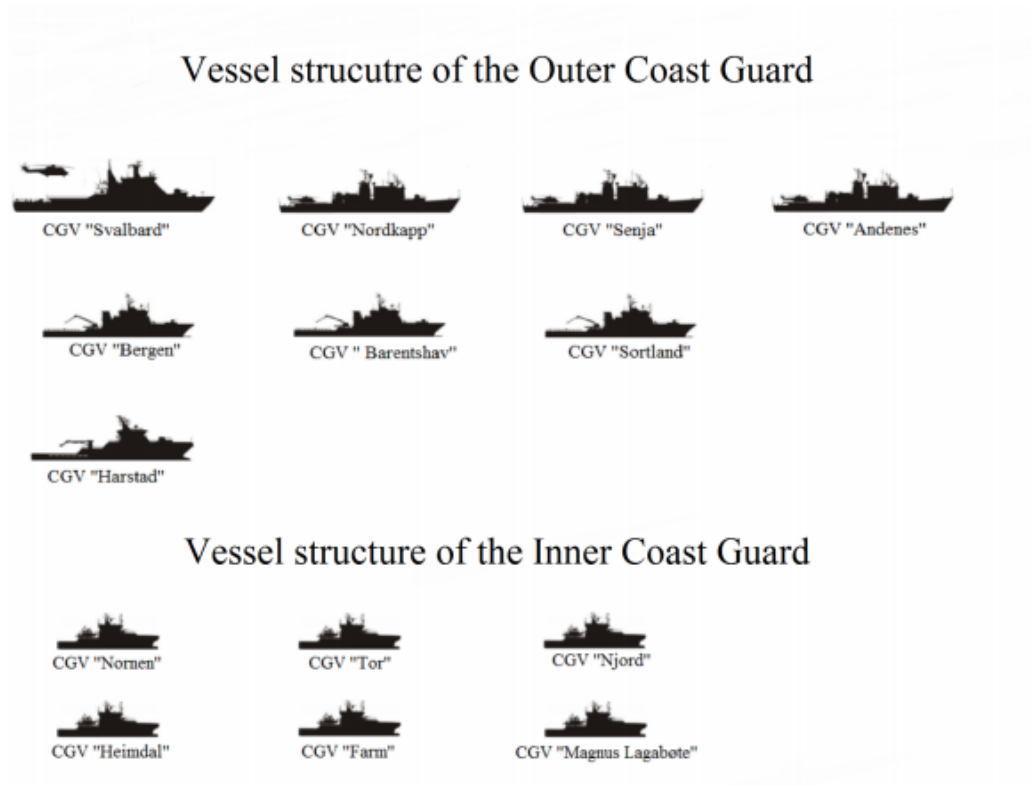 Vessel strucutre of the Outer Coast Guard
CGV "Svalbard" CGV "Nordkapp" CGV "Senja" CGV "Andenes"
CGV "Bergen" CGV " Barentshav" CGV "Sortland"
CGV "Harstad"
Vessel structure of the Inner Coast Guard
CGV "Nornen" CGV "Tor" CGV "Njord"
CGV "Heimdal" CGV "Farm" CGV "Magnus Lagabøte"